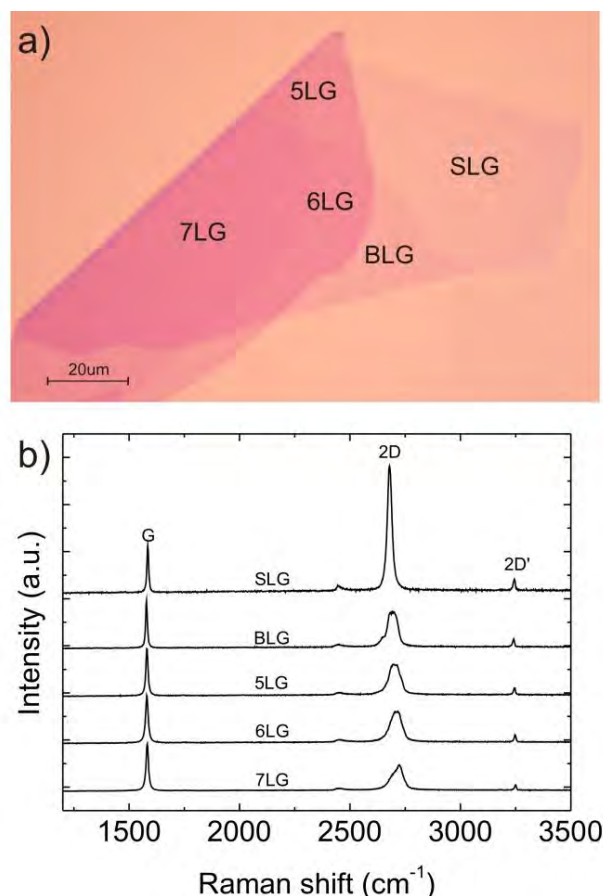 a)
5LG
SLG
6LG
7LG
BLG
20um
b)
2D
G
2D'
SLG
BLG
5LG
6LG
7LG
Intensity (a.u.)
1500 2000 2500 3000 3500
Raman shift (cm⁻¹)